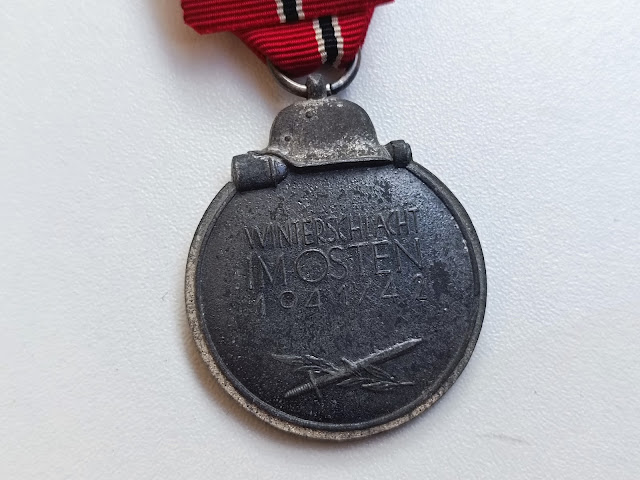 WINTERSCHLACHT
IM OSTEN
1941/42